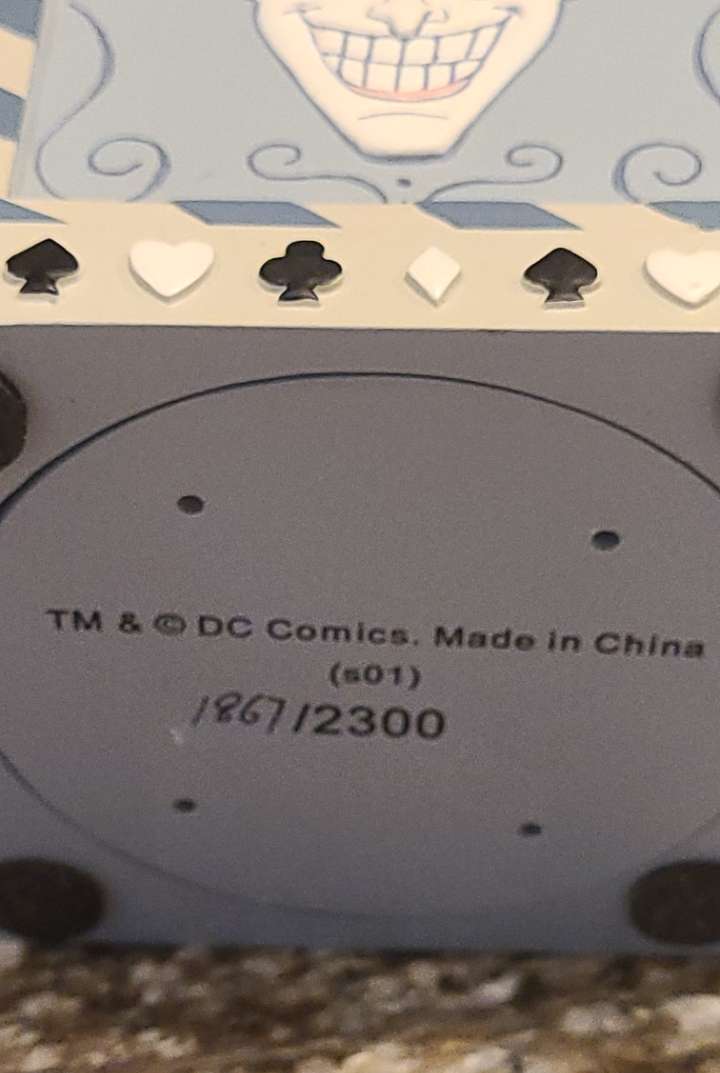 TM & © DC Comics. Made in China
(s01)
1867/2300